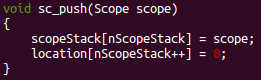 void sc_push(Scope scope)
{
    scopeStack[nScopeStack] = scope;
    location[nScopeStack++] = 0;
}